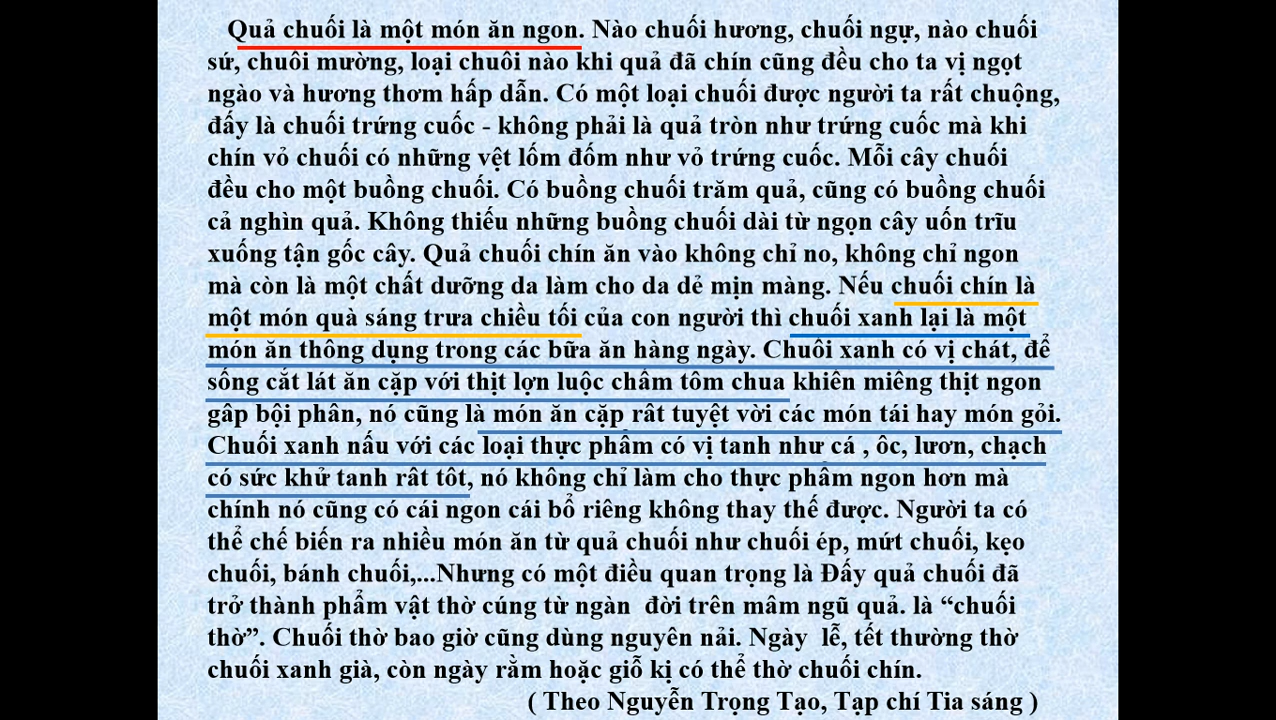 Quả chuối là một món ăn ngon. Nào chuối hương, chuối ngự, nào chuối
sứ, chuôi mường, loại chuôi nào khi quả đã chín cũng đều cho ta vị ngọt
ngào và hương thơm hấp dẫn. Có một loại chuối được người ta rất chuộng,
đấy là chuối trứng cuốc - không phải là quả tròn như trứng cuốc mà khi
chín vỏ chuối có những vệt lốm đốm như vỏ trứng cuốc. Mỗi cây chuối
đều cho một buồng chuối. Có buồng chuối trăm quả, cũng có buồng chuối
cả nghìn quả. Không thiếu những buồng chuối dài từ ngọn cây uốn trĩu
xuống tận gốc cây. Quả chuối chín ăn vào không chỉ no, không chỉ ngon
mà còn là một chất dưỡng da làm cho da dẻ mịn màng. Nếu chuối chín là
một món quà sáng trưa chiều tối của con người thì chuối xanh lại là một
món ăn thông dụng trong các bữa ăn hàng ngày. Chuôi xanh có vị chát, để
sông cắt lát ăn cặp với thịt lợn luộc châm tôm chua khiên miêng thịt ngon
gâp bội phân, nó cũng là món ăn cặp rât tuyệt vời các món tái hay món gỏi.
Chuối xanh nấu với các loại thực phâm có vị tanh như cá , ôc, lươn, chạch
có sức khử tanh rât tôt, nó không chỉ làm cho thực phâm ngon hơn mà
chính nó cũng có cái ngon cái bổ riêng không thay thế được. Người ta có
thể chế biến ra nhiều món ăn từ quả chuối như chuối ép, mứt chuối, kẹo
chuối, bánh chuối,...Nhưng có một điều quan trọng là Đấy quả chuối đã
trở thành phẩm vật thờ cúng từ ngàn đời trên mâm ngũ quả. là “chuối
thờ”. Chuối thờ bao giờ cũng dùng nguyên nải. Ngày lễ, tết thường thờ
chuối xanh già, còn ngày rằm hoặc giỗ kị có thể thờ chuối chín.
( Theo Nguyễn Trọng Tạo, Tạp chí Tia sáng )